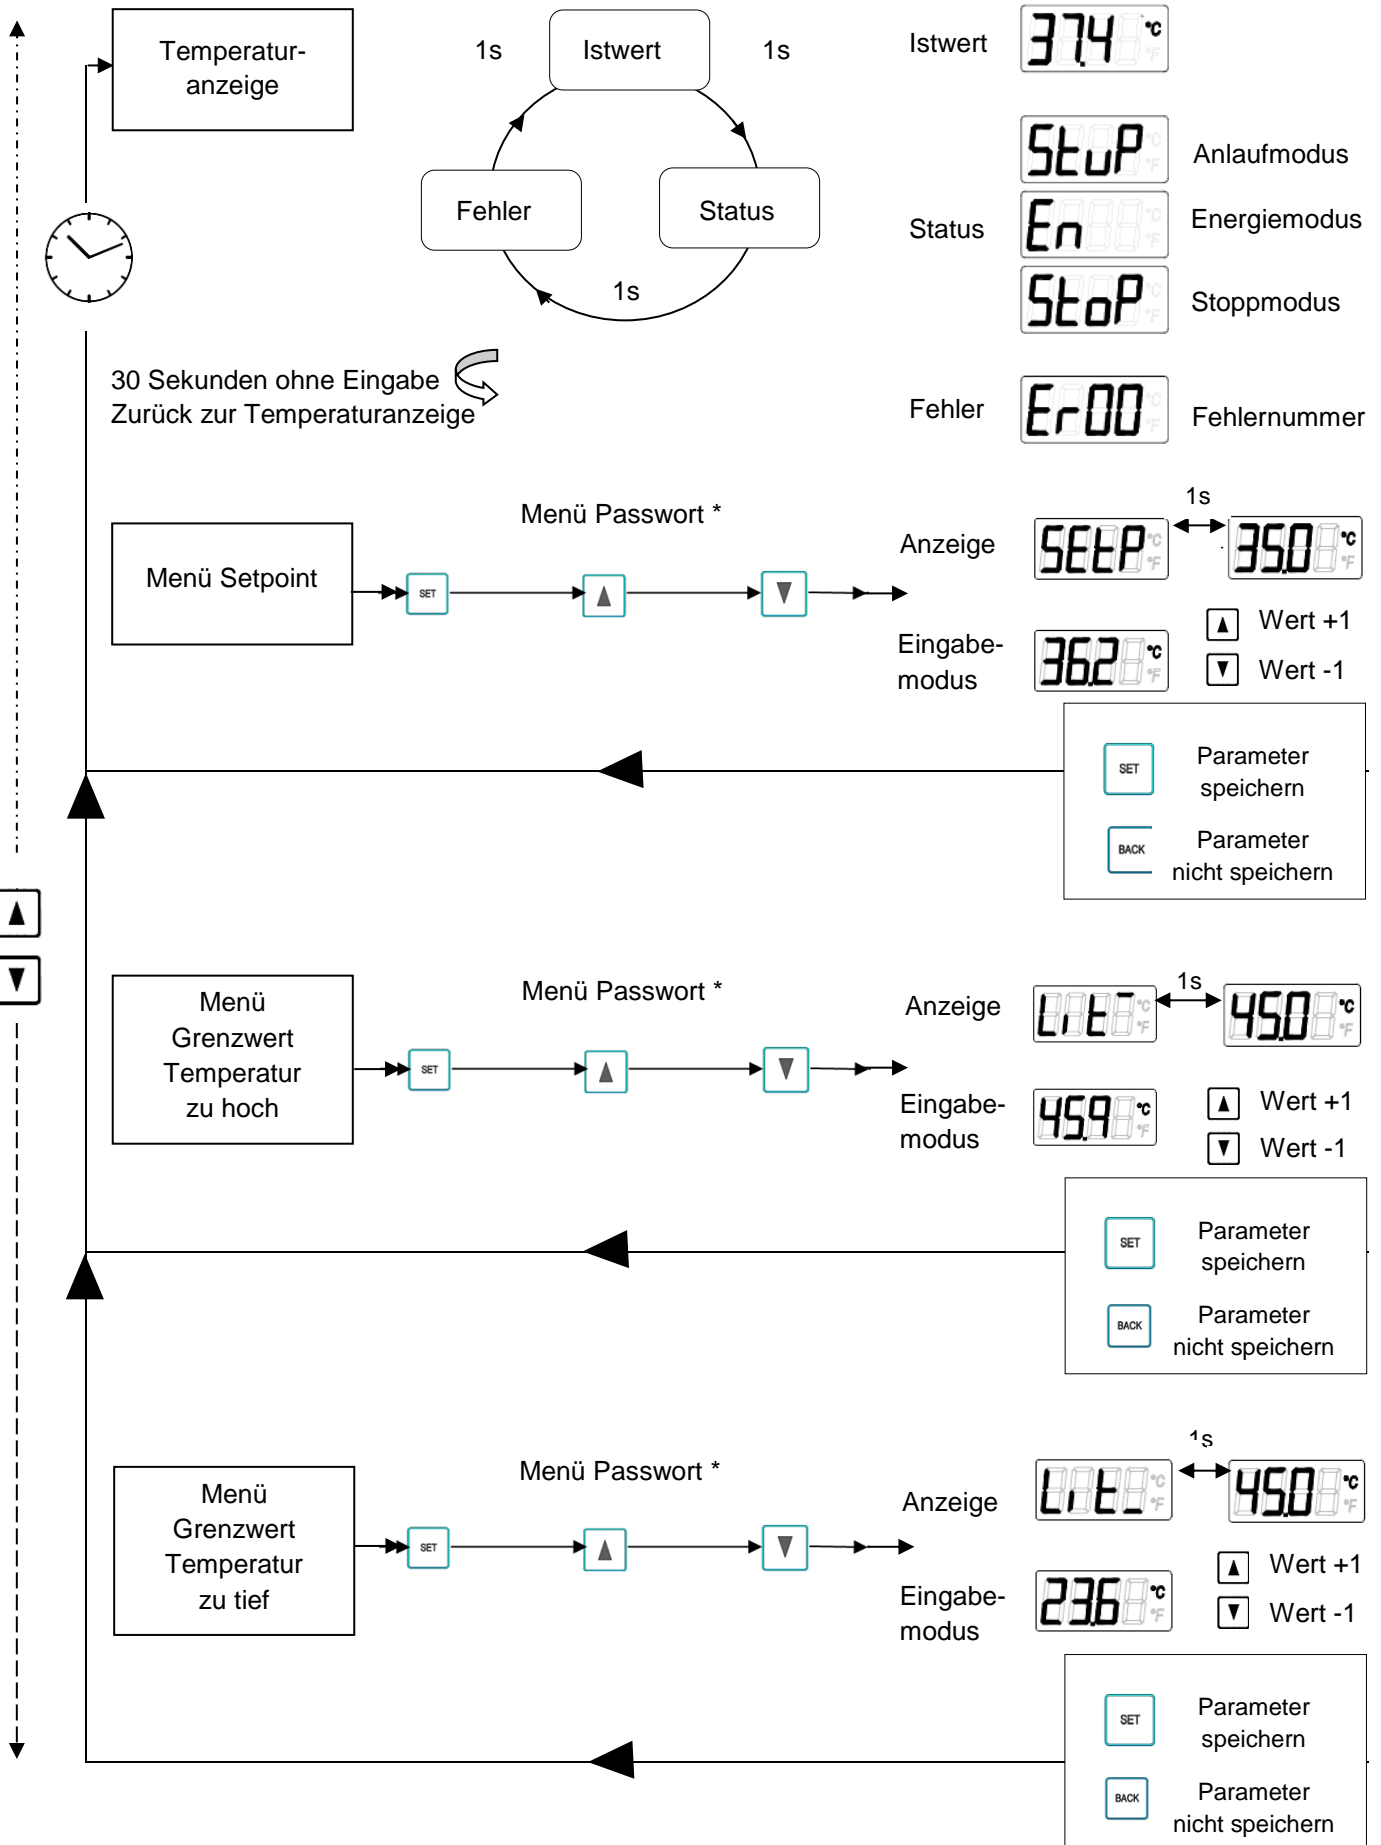 Temperatur-
anzeige
1s
Istwert
1s
Fehler
Status
1s
Istwert
37.4 °C
°F
Status
StuP °C
°F
Anlaufmodus
En °C
°F
Energiemodus
StoP °C
°F
Stoppmodus
Fehler
Er00 °C
°F
Fehlernummer
30 Sekunden ohne Eingabe
Zurück zur Temperaturanzeige
Menü Setpoint
Menü Passwort *
SET
Anzeige
SEtP °C
°F
1s
35.0 °C
°F
Eingabe-
modus
36.2 °C
°F
Wert +1
Wert -1
SET
Parameter
speichern
BACK
Parameter
nicht speichern
Menü
Grenzwert
Temperatur
zu hoch
Menü Passwort *
SET
Anzeige
Lit¯ °C
°F
1s
45.0 °C
°F
Eingabe-
modus
45.9 °C
°F
Wert +1
Wert -1
SET
Parameter
speichern
BACK
Parameter
nicht speichern
Menü
Grenzwert
Temperatur
zu tief
Menü Passwort *
SET
Anzeige
Lit_ °C
°F
1s
45.0 °C
°F
Eingabe-
modus
23.6 °C
°F
Wert +1
Wert -1
SET
Parameter
speichern
BACK
Parameter
nicht speichern